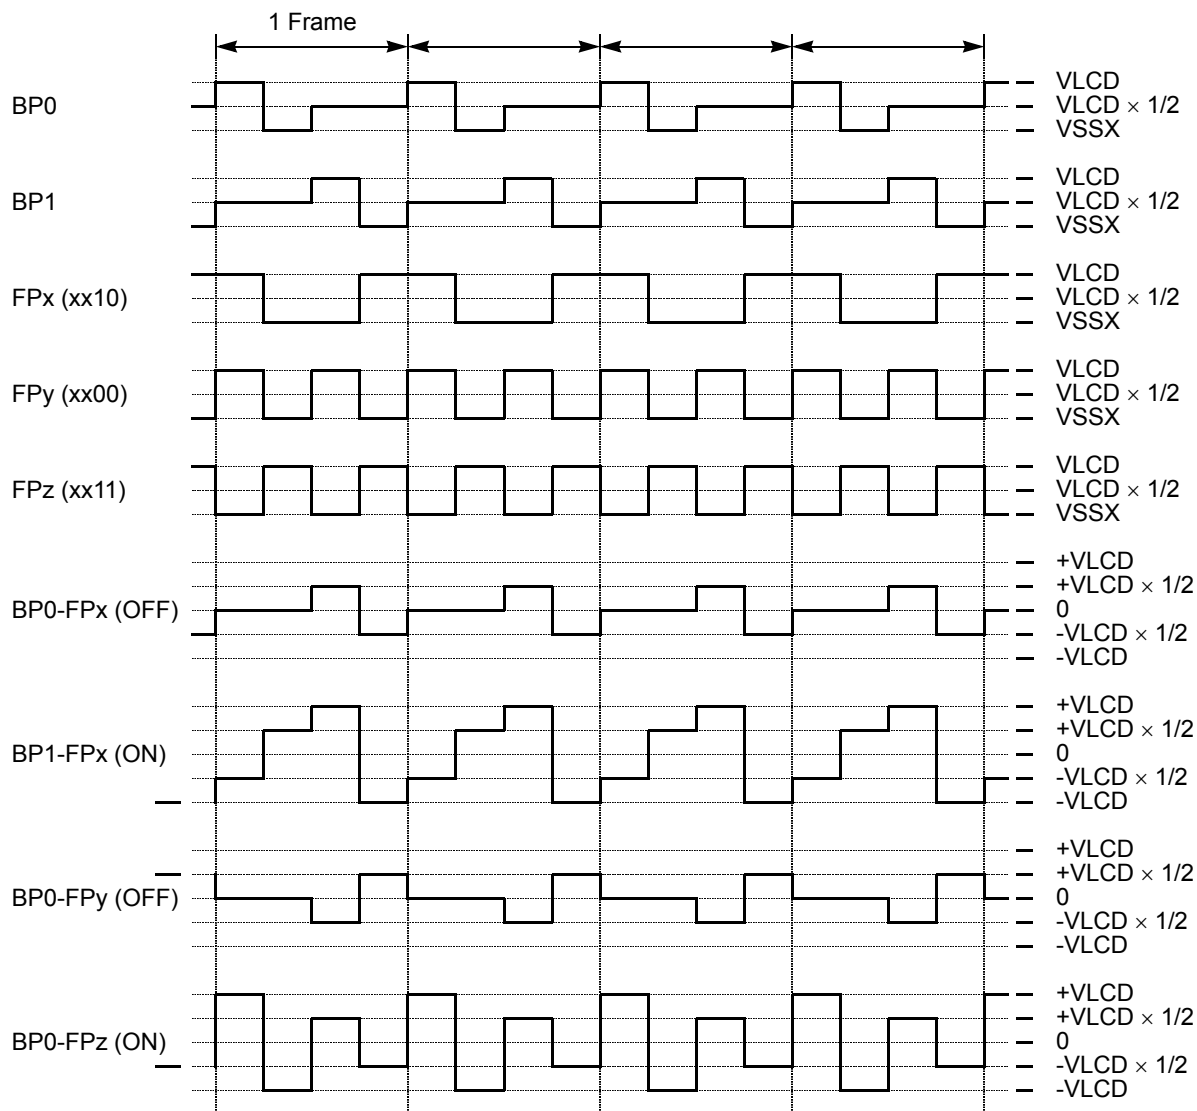 1 Frame
BP0
VLCD
VLCD × 1/2
VSSX
BP1
VLCD
VLCD × 1/2
VSSX
FPx (xx10)
VLCD
VLCD × 1/2
VSSX
FPy (xx00)
VLCD
VLCD × 1/2
VSSX
FPz (xx11)
VLCD
VLCD × 1/2
VSSX
BP0-FPx (OFF)
+VLCD
+VLCD × 1/2
0
-VLCD × 1/2
-VLCD
BP1-FPx (ON)
+VLCD
+VLCD × 1/2
0
-VLCD × 1/2
-VLCD
BP0-FPy (OFF)
+VLCD
+VLCD × 1/2
0
-VLCD × 1/2
-VLCD
BP0-FPz (ON)
+VLCD
+VLCD × 1/2
0
-VLCD × 1/2
-VLCD